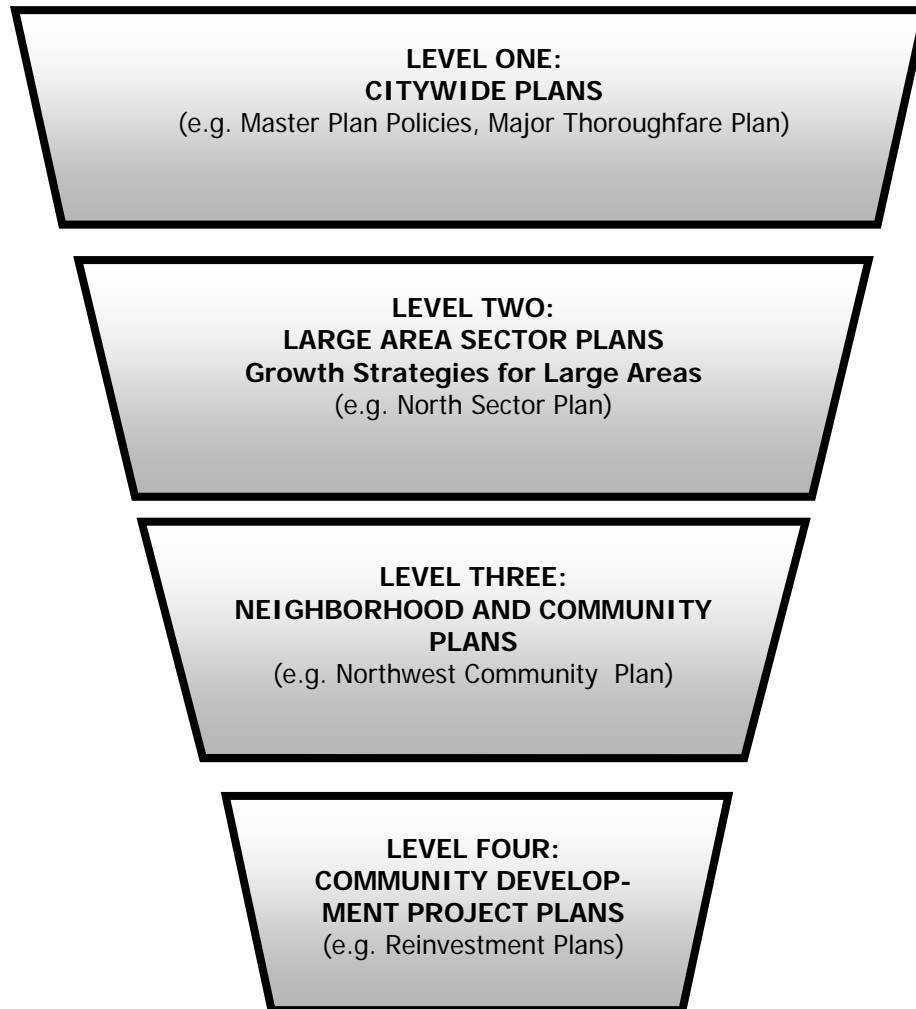 LEVEL ONE:
CITYWIDE PLANS
(e.g. Master Plan Policies, Major Thoroughfare Plan)
LEVEL TWO:
LARGE AREA SECTOR PLANS
Growth Strategies for Large Areas
(e.g. North Sector Plan)
LEVEL THREE:
NEIGHBORHOOD AND COMMUNITY
PLANS
(e.g. Northwest Community  Plan)
LEVEL FOUR:
COMMUNITY DEVELOP-
MENT PROJECT PLANS
(e.g. Reinvestment Plans)